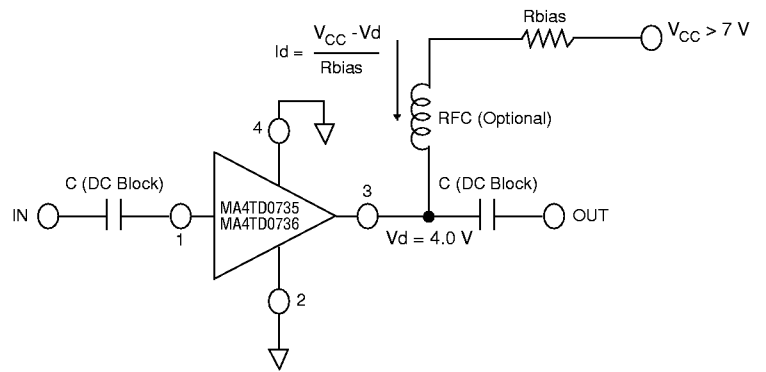 Rbias
V_CC > 7 V
Id = V_CC -Vd
Rbias
RFC (Optional)
4
C (DC Block)
3
C (DC Block)
IN
MA4TD0735
MA4TD0736
OUT
1
Vd = 4.0 V
2